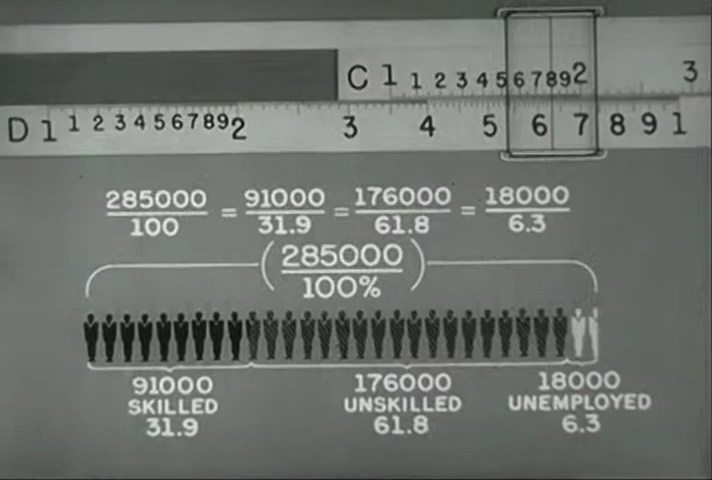 C 1 1 2 3 4 5 6 7 8 9 2 3
D 1 1 2 3 4 5 6 7 8 9 2 3 4 5 6 7 8 9 1
285000/100 = 91000/31.9 = 176000/61.8 = 18000/6.3
(285000/100%)
91000 176000 18000
SKILLED UNSKILLED UNEMPLOYED
31.9 61.8 6.3